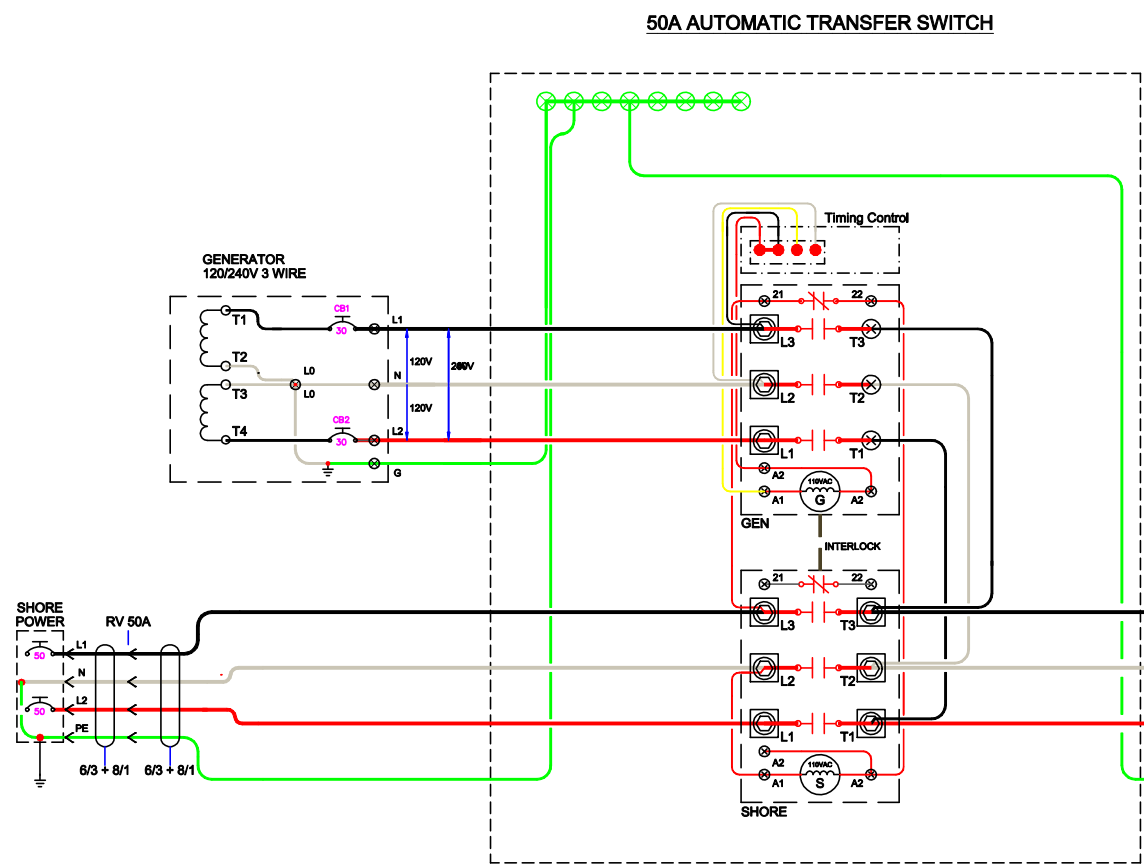 50A AUTOMATIC TRANSFER SWITCH
Timing Control
GENERATOR
120/240V 3 WIRE
21
22
T1
CB1
30
L1
L3
T3
T2
L0
120V
N
L0
T3
120V
L2
T2
CB2
30
L2
T4
L1
T1
G
A2
110VAC
G
A1
A2
GEN
INTERLOCK
21
22
SHORE
POWER
RV 50A
L3
T3
L1
50
N
L2
T2
L2
50
PE
L1
T1
6/3 + 8/1
6/3 + 8/1
A2
110VAC
S
A1
A2
SHORE